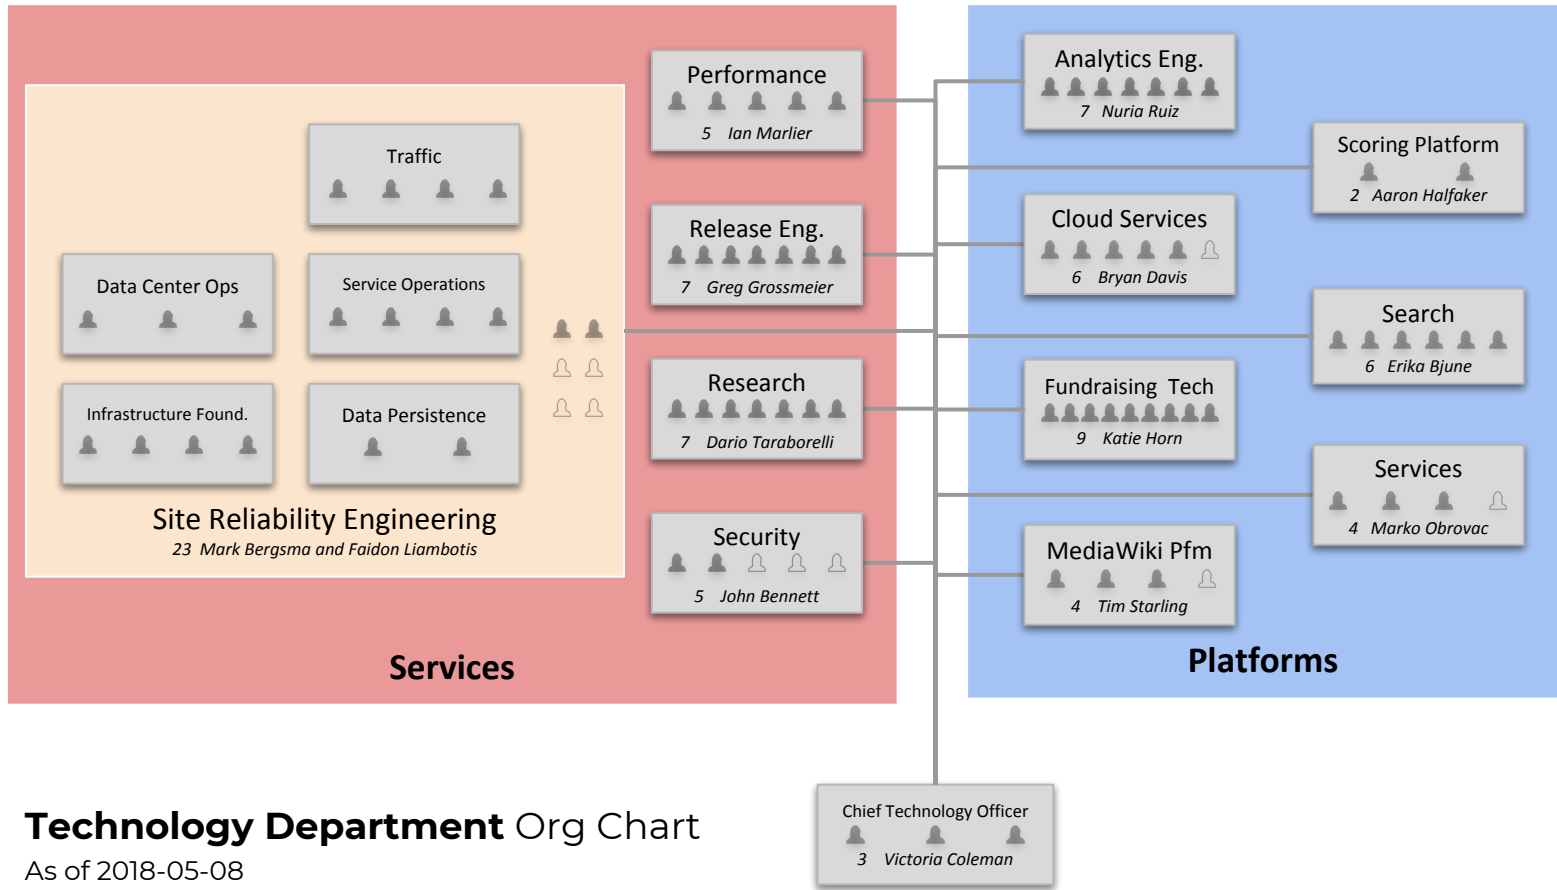 Traffic
Data Center Ops
Service Operations
Infrastructure Found.
Data Persistence
Site Reliability Engineering
23 Mark Bergsma and Faidon Liambotis
Performance
5 Ian Marlier
Release Eng.
7 Greg Grossmeier
Research
7 Dario Taraborelli
Security
5 John Bennett
Services
Analytics Eng.
7 Nuria Ruiz
Scoring Platform
2 Aaron Halfaker
Cloud Services
6 Bryan Davis
Search
6 Erika Bjune
Fundraising Tech
9 Katie Horn
Services
4 Marko Obrovac
MediaWiki Pfm
4 Tim Starling
Platforms
Chief Technology Officer
3 Victoria Coleman
Technology Department Org Chart
As of 2018-05-08